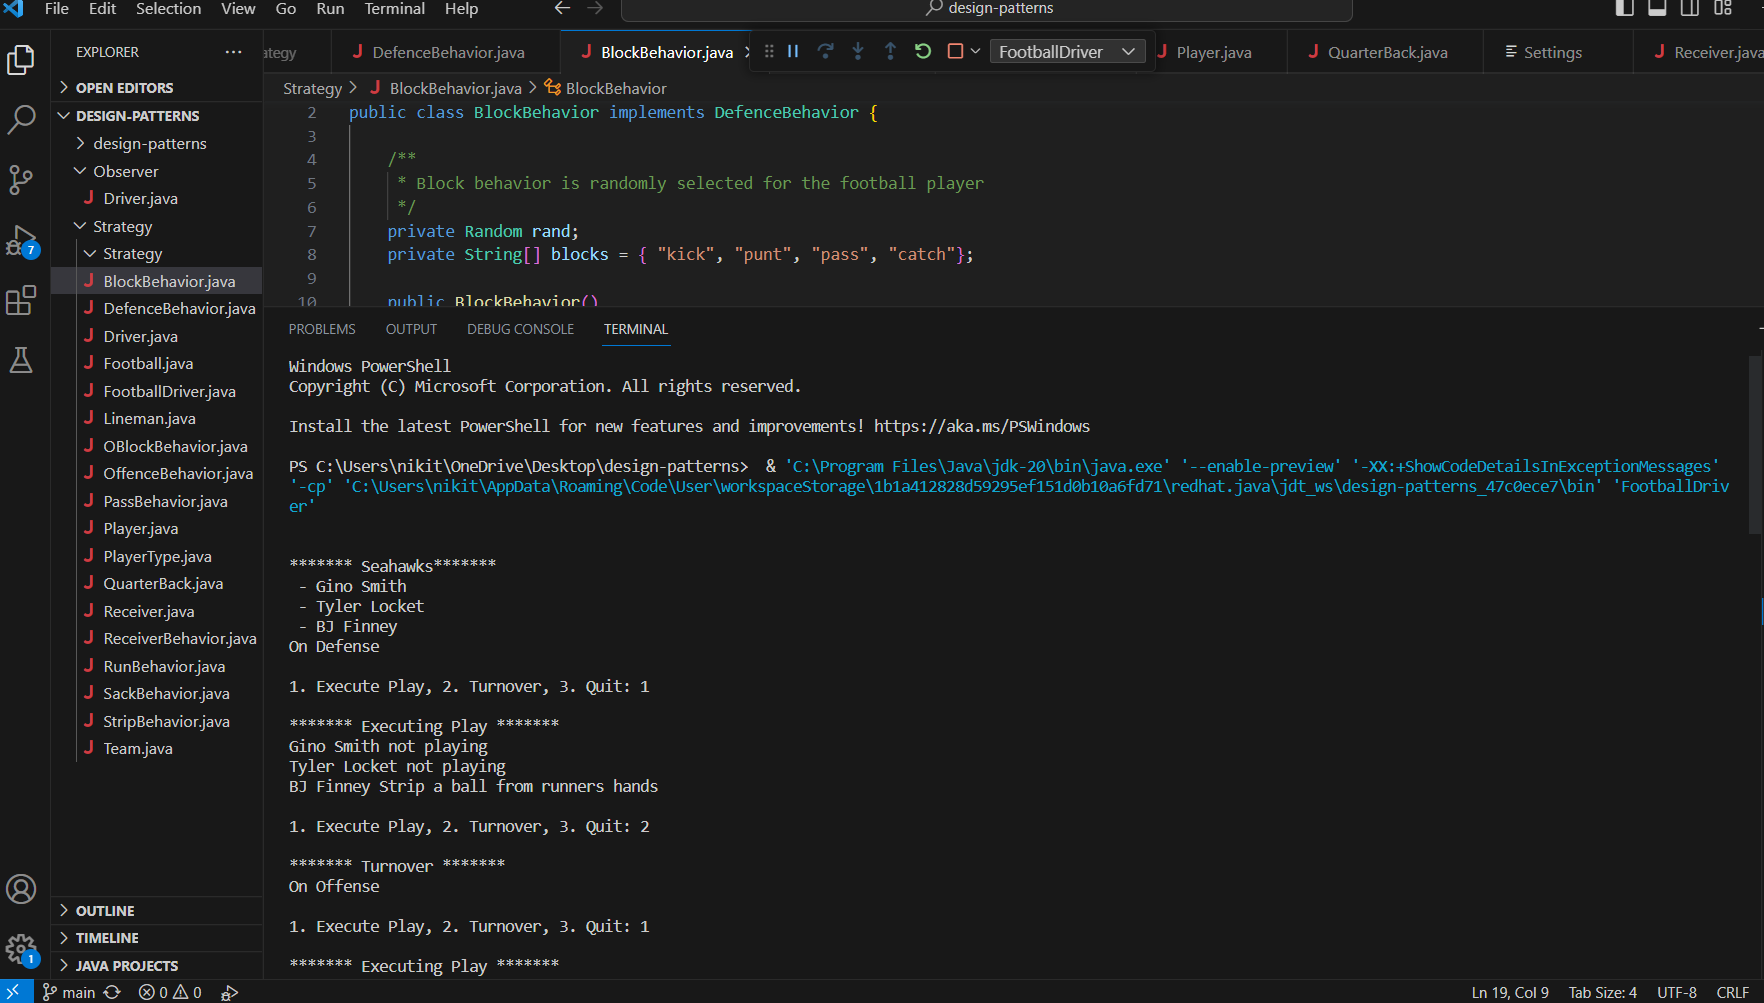 File Edit Selection View Go Run Terminal Help
design-patterns
EXPLORER
DefenceBehavior.java
BlockBehavior.java
FootballDriver
Player.java
QuarterBack.java
Settings
Strategy > BlockBehavior.java > BlockBehavior
OPEN EDITORS
DESIGN-PATTERNS
design-patterns
Observer
Driver.java
Strategy
Strategy
BlockBehavior.java
DefenceBehavior.java
Driver.java
Football.java
FootballDriver.java
Lineman.java
OBlockBehavior.java
OffenceBehavior.java
PassBehavior.java
Player.java
PlayerType.java
QuarterBack.java
Receiver.java
ReceiverBehavior.java
RunBehavior.java
SackBehavior.java
StripBehavior.java
Team.java
OUTLINE
TIMELINE
JAVA PROJECTS
7
1
2 public class BlockBehavior implements DefenceBehavior {
3
4 /**
5 * Block behavior is randomly selected for the football player
6 */
7 private Random rand;
8 private String[] blocks = { "kick", "punt", "pass", "catch"};
9
10 public BlockBehavior()
PROBLEMS OUTPUT DEBUG CONSOLE TERMINAL
Windows PowerShell
Copyright (C) Microsoft Corporation. All rights reserved.
Install the latest PowerShell for new features and improvements! https://aka.ms/PSWindows
PS C:\Users\nikit\OneDrive\Desktop\design-patterns> & 'C:\Program Files\Java\jdk-20\bin\java.exe' '--enable-preview' '-XX:+ShowCodeDetailsInExceptionMessages'
'-cp' 'C:\Users\nikit\AppData\Roaming\Code\User\workspaceStorage\1b1a412828d59295ef151d0b10a6fd71\redhat.java\jdt_ws\design-patterns_47c0ece7\bin' 'FootballDriv
er'
******* Seahawks*******
- Gino Smith
- Tyler Locket
- BJ Finney
On Defense
1. Execute Play, 2. Turnover, 3. Quit: 1
******* Executing Play *******
Gino Smith not playing
Tyler Locket not playing
BJ Finney Strip a ball from runners hands
1. Execute Play, 2. Turnover, 3. Quit: 2
******* Turnover *******
On Offense
1. Execute Play, 2. Turnover, 3. Quit: 1
******* Executing Play *******
main 0 0
Ln 19, Col 9 Tab Size: 4 UTF-8 CRLF